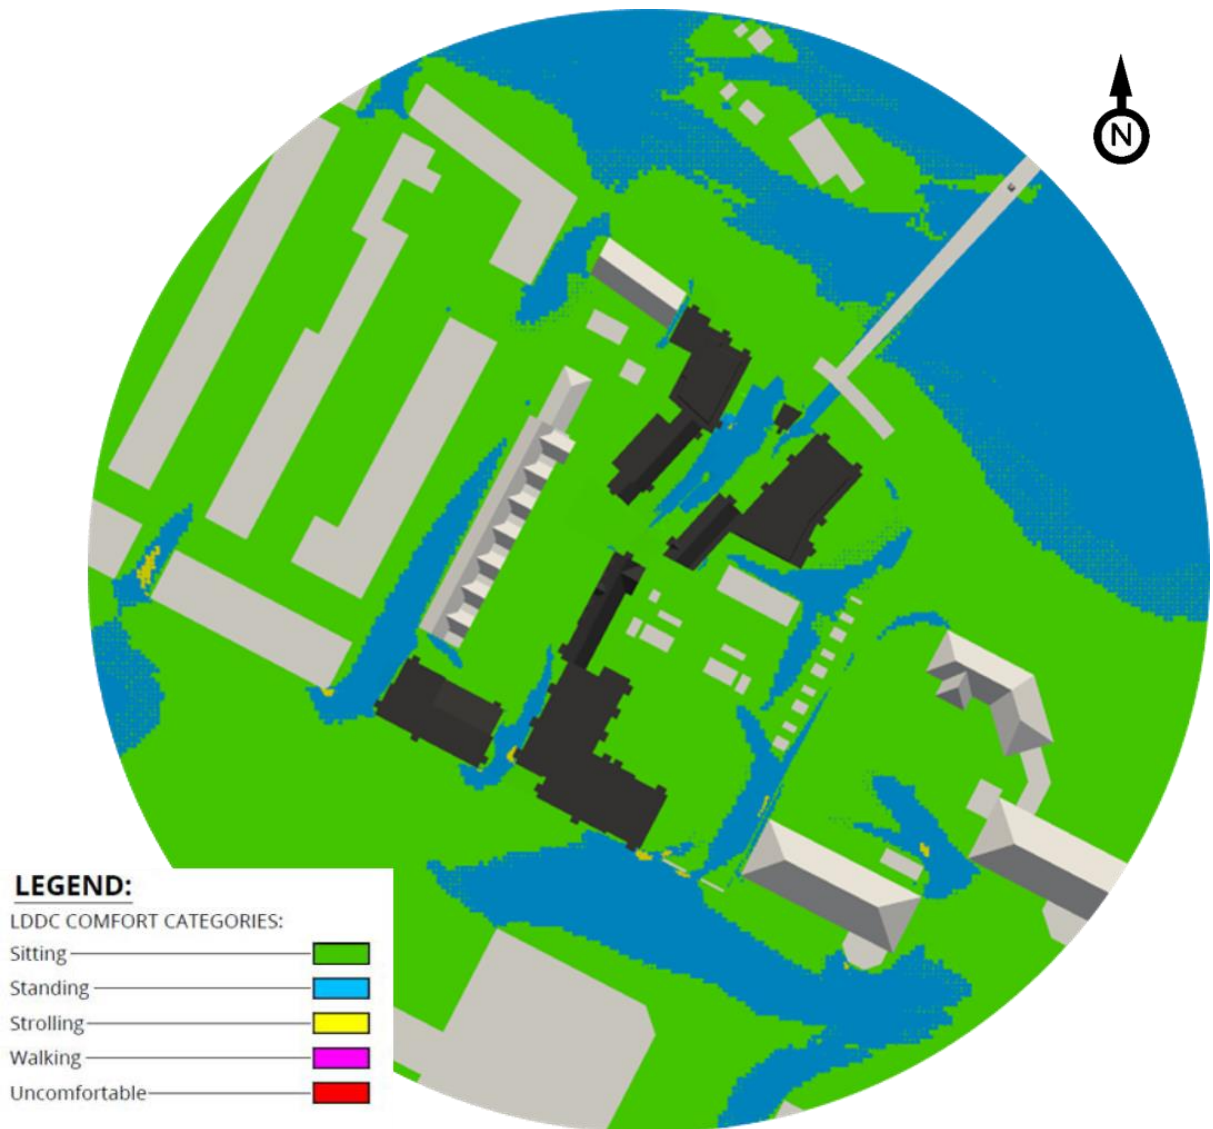 N
LEGEND:
LDDC COMFORT CATEGORIES:
Sitting
Standing
Strolling
Walking
Uncomfortable